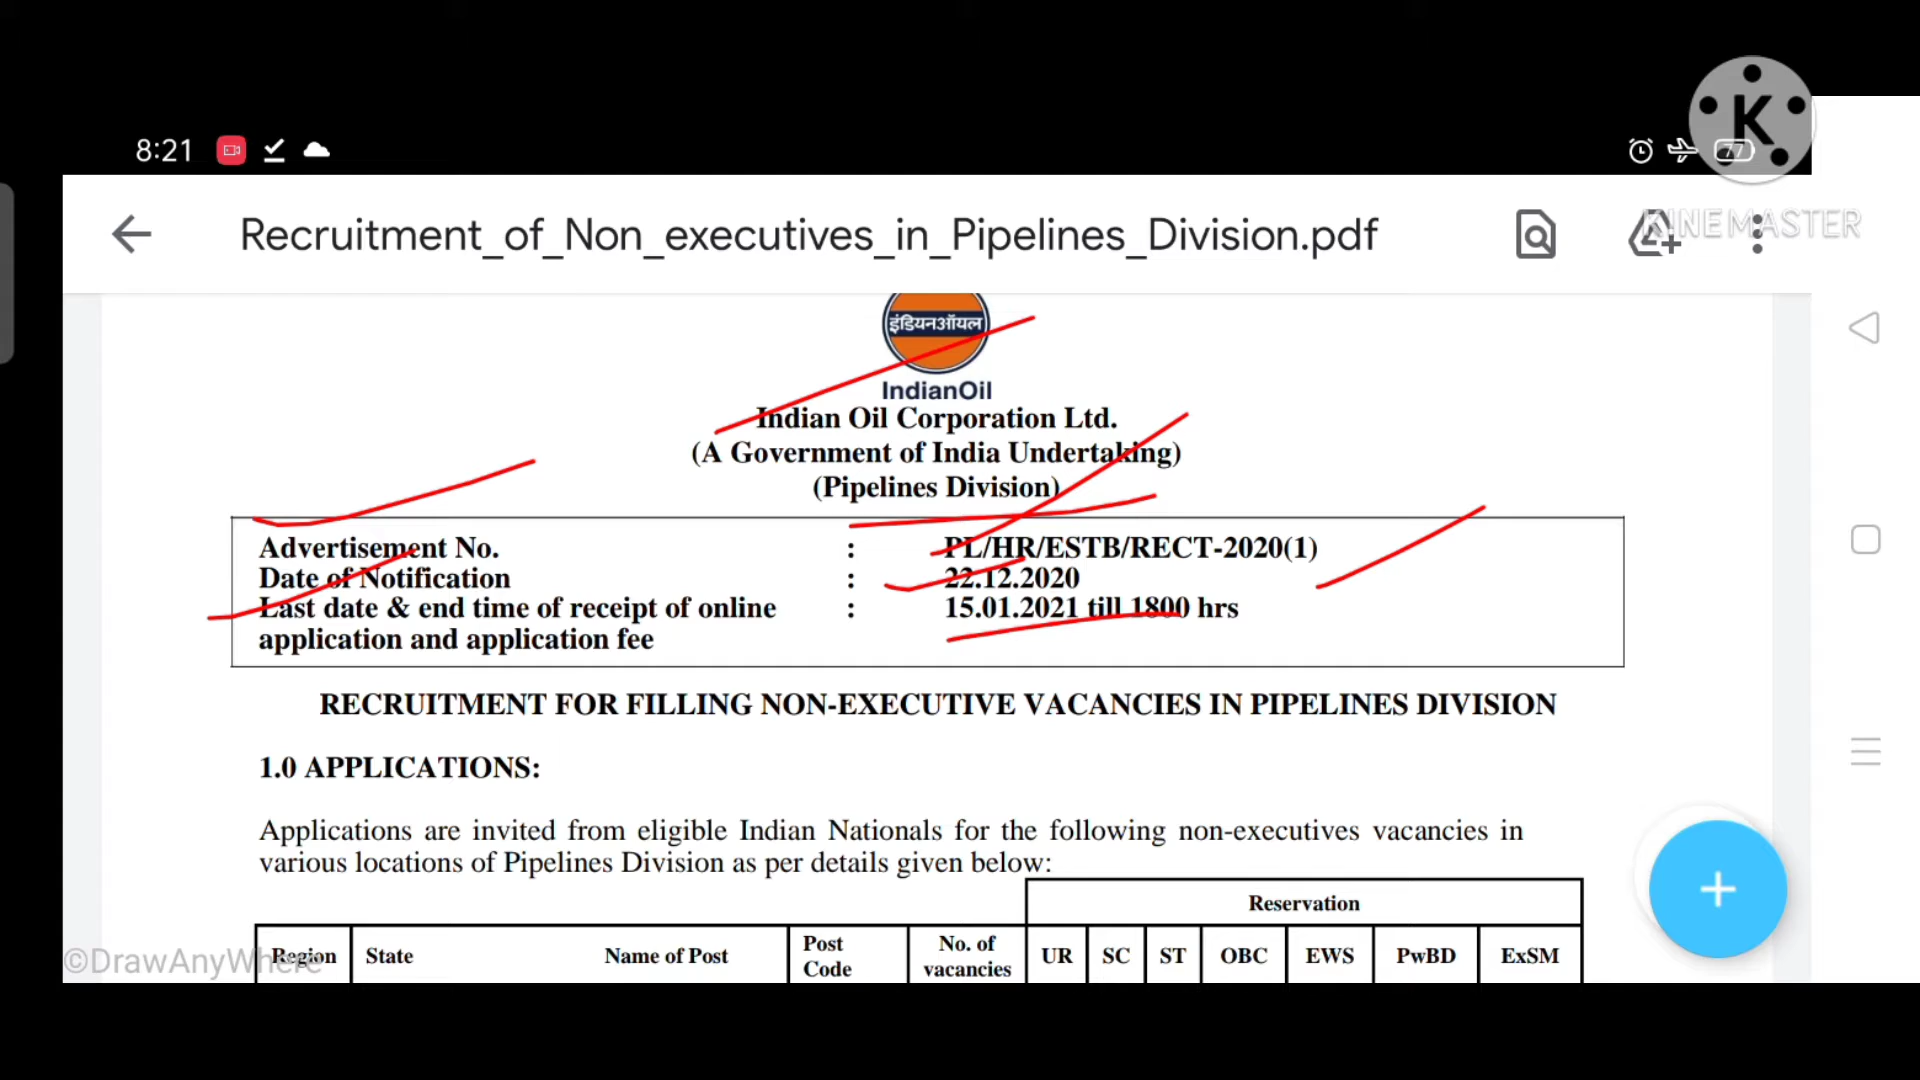 8:21
77
K
KINEMASTER
Recruitment_of_Non_executives_in_Pipelines_Division.pdf
इंडियनऑयल
IndianOil
Indian Oil Corporation Ltd.
(A Government of India Undertaking)
(Pipelines Division)
Advertisement No. : PL/HR/ESTB/RECT-2020(1)
Date of Notification : 22.12.2020
Last date & end time of receipt of online : 15.01.2021 till 1800 hrs
application and application fee
RECRUITMENT FOR FILLING NON-EXECUTIVE VACANCIES IN PIPELINES DIVISION
1.0 APPLICATIONS:
Applications are invited from eligible Indian Nationals for the following non-executives vacancies in
various locations of Pipelines Division as per details given below:
Reservation
Region State Name of Post Post Code No. of vacancies UR SC ST OBC EWS PwBD ExSM
©DrawAnyWhere